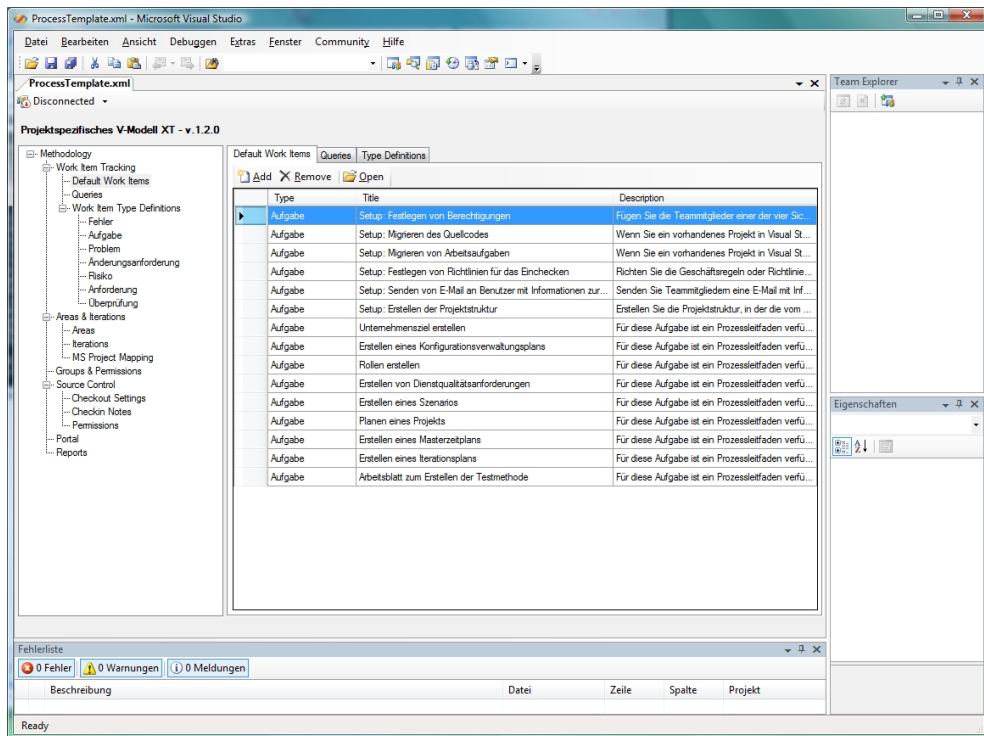 ProcessTemplate.xml - Microsoft Visual Studio
Datei Bearbeiten Ansicht Debuggen Extras Fenster Community Hilfe
ProcessTemplate.xml
Disconnected
Projektspezifisches V-Modell XT - v.1.2.0
Methodology
Work Item Tracking
Default Work Items
Queries
Work Item Type Definitions
Fehler
Aufgabe
Problem
Änderungsanforderung
Risiko
Anforderung
Überprüfung
Areas & Iterations
Areas
Iterations
MS Project Mapping
Groups & Permissions
Source Control
Checkout Settings
Checkin Notes
Permissions
Portal
Reports
Default Work Items Queries Type Definitions
Add Remove Open
Type Title Description
Aufgabe Setup: Festlegen von Berechtigungen Fügen Sie die Teammitglieder einer der vier Sic...
Aufgabe Setup: Migrieren des Quellcodes Wenn Sie ein vorhandenes Projekt in Visual St...
Aufgabe Setup: Migrieren von Arbeitsaufgaben Wenn Sie ein vorhandenes Projekt in Visual St...
Aufgabe Setup: Festlegen von Richtlinien für das Einchecken Richten Sie die Geschäftsregeln oder Richtlinie...
Aufgabe Setup: Senden von E-Mail an Benutzer mit Informationen zur... Senden Sie Teammitgliedern eine E-Mail mit Inf...
Aufgabe Setup: Erstellen der Projektstruktur Erstellen Sie die Projektstruktur, in der die vom ...
Aufgabe Unternehmensziel erstellen Für diese Aufgabe ist ein Prozessleitfaden verfü...
Aufgabe Erstellen eines Konfigurationsverwaltungsplans Für diese Aufgabe ist ein Prozessleitfaden verfü...
Aufgabe Rollen erstellen Für diese Aufgabe ist ein Prozessleitfaden verfü...
Aufgabe Erstellen von Dienstqualitätsanforderungen Für diese Aufgabe ist ein Prozessleitfaden verfü...
Aufgabe Erstellen eines Szenarios Für diese Aufgabe ist ein Prozessleitfaden verfü...
Aufgabe Planen eines Projekts Für diese Aufgabe ist ein Prozessleitfaden verfü...
Aufgabe Erstellen eines Masterzeitplans Für diese Aufgabe ist ein Prozessleitfaden verfü...
Aufgabe Erstellen eines Iterationsplans Für diese Aufgabe ist ein Prozessleitfaden verfü...
Aufgabe Arbeitsblatt zum Erstellen der Testmethode Für diese Aufgabe ist ein Prozessleitfaden verfü...
Team Explorer
Eigenschaften
Fehlerliste
0 Fehler 0 Warnungen 0 Meldungen
Beschreibung Datei Zeile Spalte Projekt
Ready